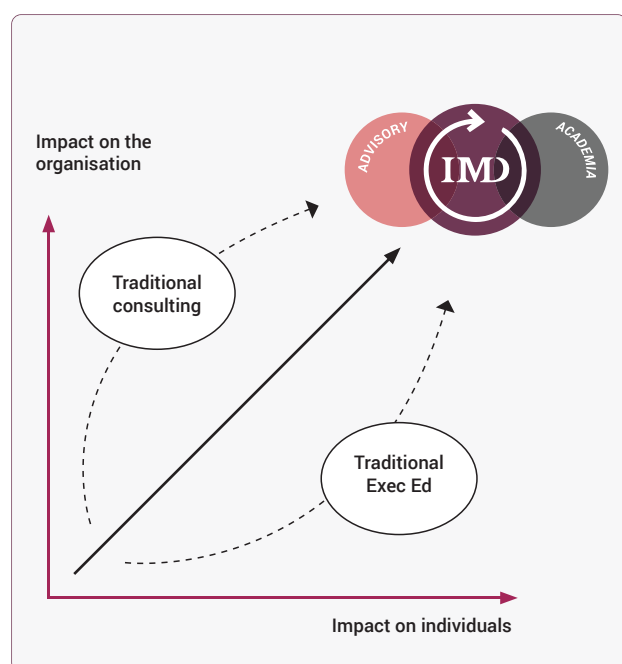 Impact on the
organisation
ADVISORY
IMD
ACADEMIA
Traditional
consulting
Traditional
Exec Ed
Impact on individuals